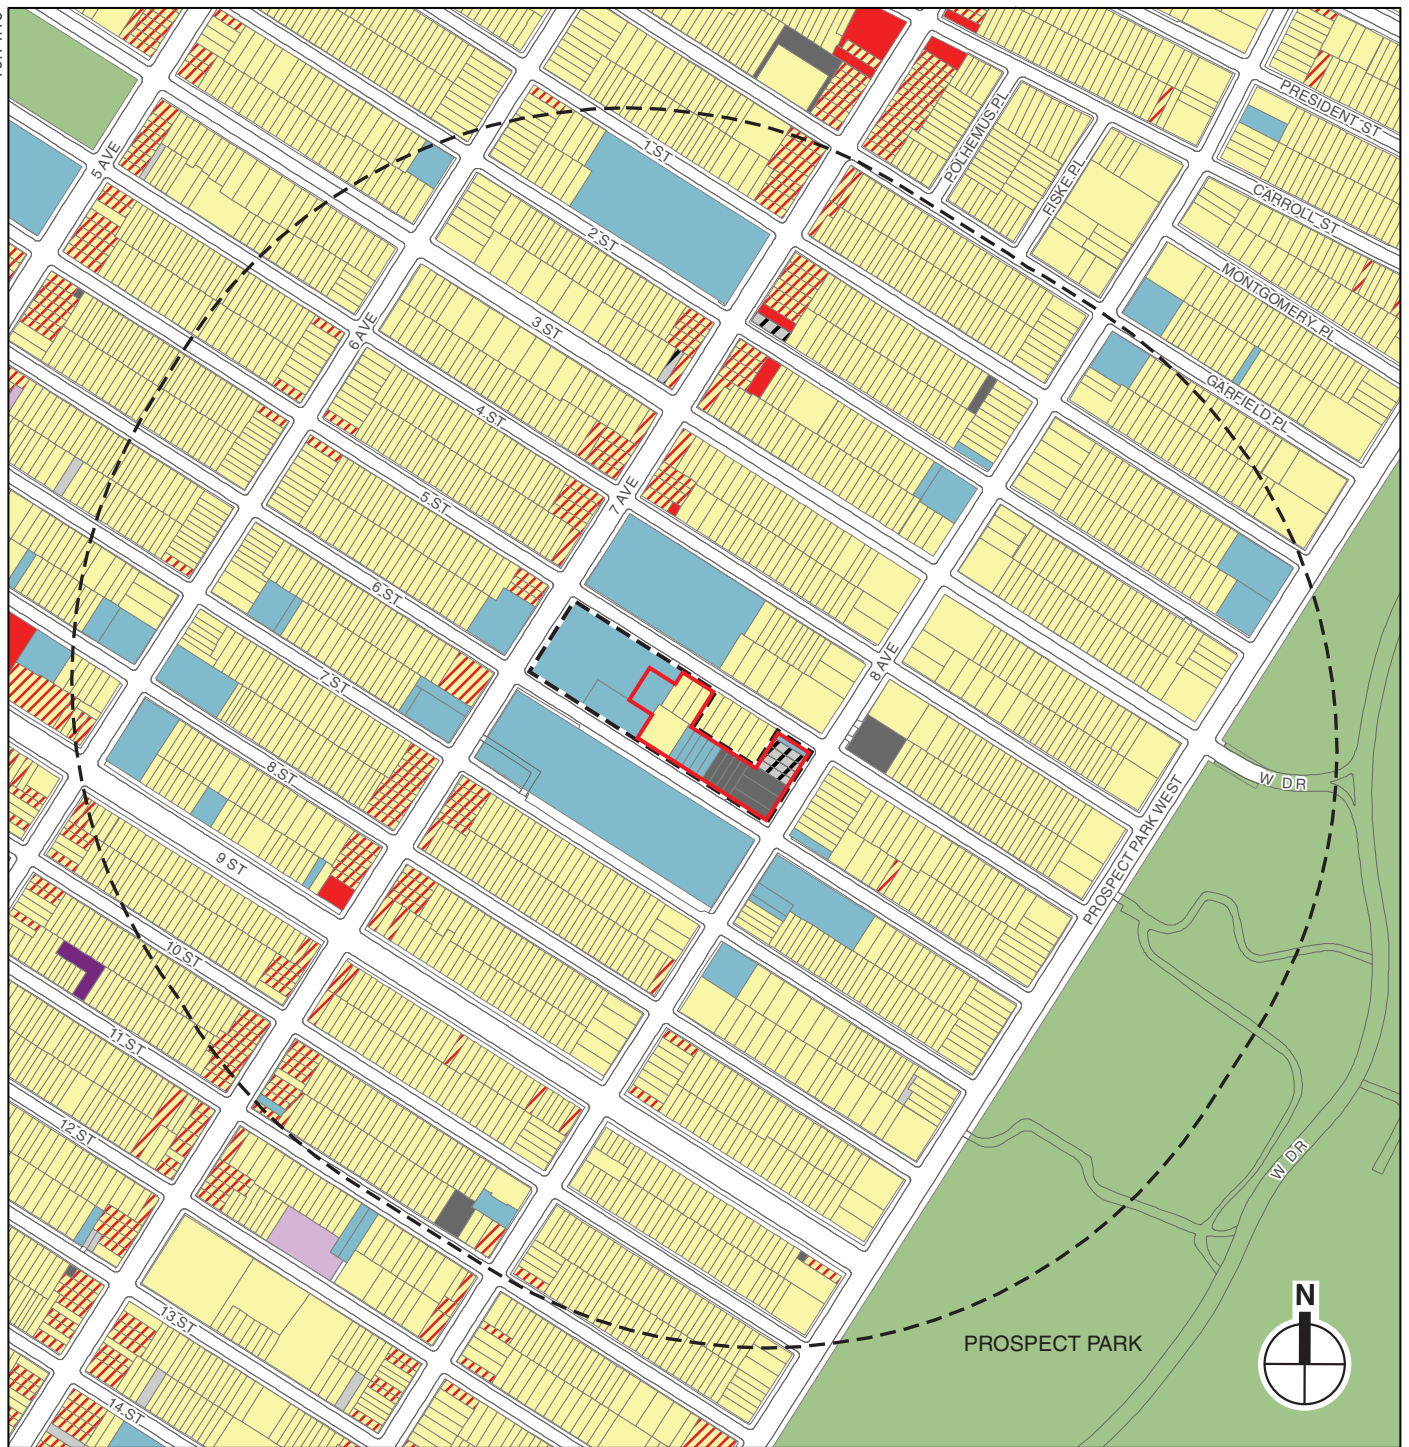 PRESIDENT ST
POLHEMUS PL
FISKE PL
1 ST
5 AVE
CARROLL ST
2 ST
MONTGOMERY PL
3 ST
6 AVE
GARFIELD PL
4 ST
7 AVE
5 ST
6 ST
8 AVE
7 ST
8 ST
W DR
PROSPECT PARK WEST
9 ST
10 ST
11 ST
12 ST
W DR
13 ST
PROSPECT PARK
N
14 ST